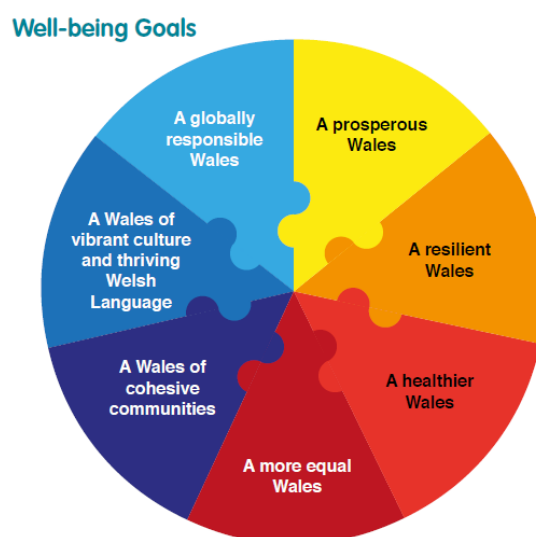 Well-being Goals
A prosperous
Wales
A resilient
Wales
A healthier
Wales
A more equal
Wales
A Wales of
cohesive
communities
A Wales of
vibrant culture
and thriving
Welsh
Language
A globally
responsible
Wales